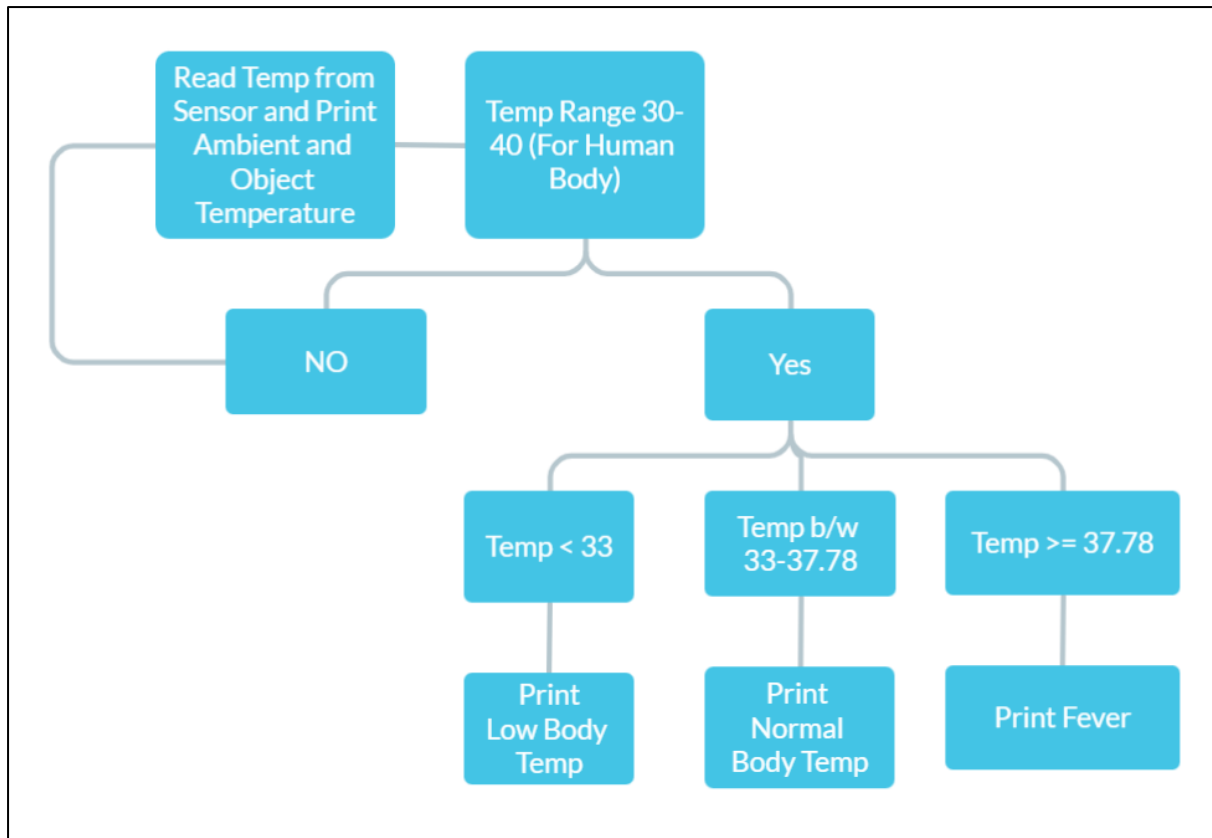 Read Temp from
Sensor and Print
Ambient and
Object
Temperature
Temp Range 30-
40 (For Human
Body)
NO
Yes
Temp < 33
Temp b/w
33-37.78
Temp >= 37.78
Print
Low Body
Temp
Print
Normal
Body Temp
Print Fever